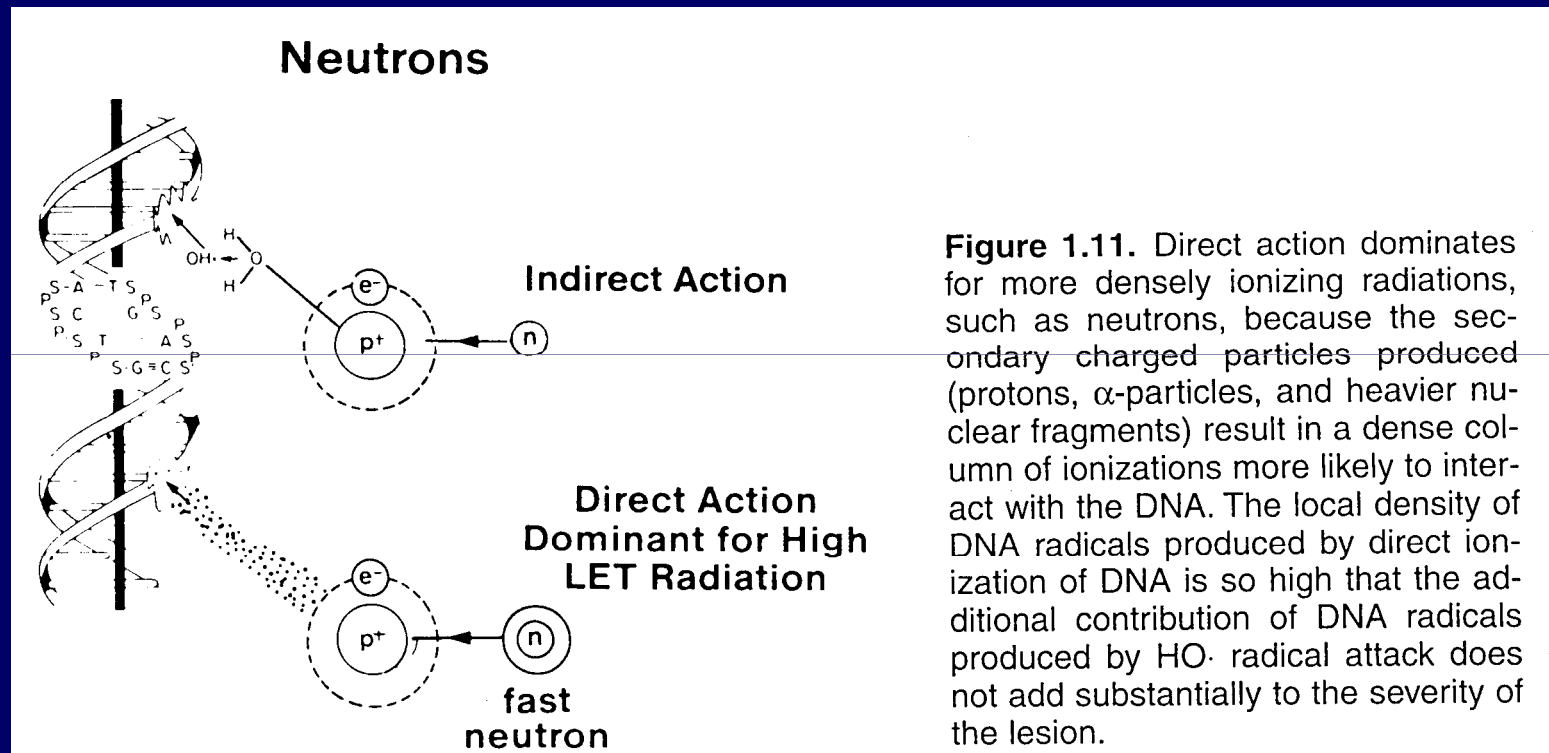 Neutrons
H
OH·
O
H
e⁻
p⁺
n
Indirect Action
S-A-T S
P
P
S C G S
P
P
S T A S
P
P
S·G≡C S
Direct Action
Dominant for High
LET Radiation
e⁻
p⁺
n
fast
neutron
Figure 1.11. Direct action dominates
for more densely ionizing radiations,
such as neutrons, because the sec-
ondary charged particles produced
(protons, α-particles, and heavier nu-
clear fragments) result in a dense col-
umn of ionizations more likely to inter-
act with the DNA. The local density of
DNA radicals produced by direct ion-
ization of DNA is so high that the ad-
ditional contribution of DNA radicals
produced by HO· radical attack does
not add substantially to the severity of
the lesion.